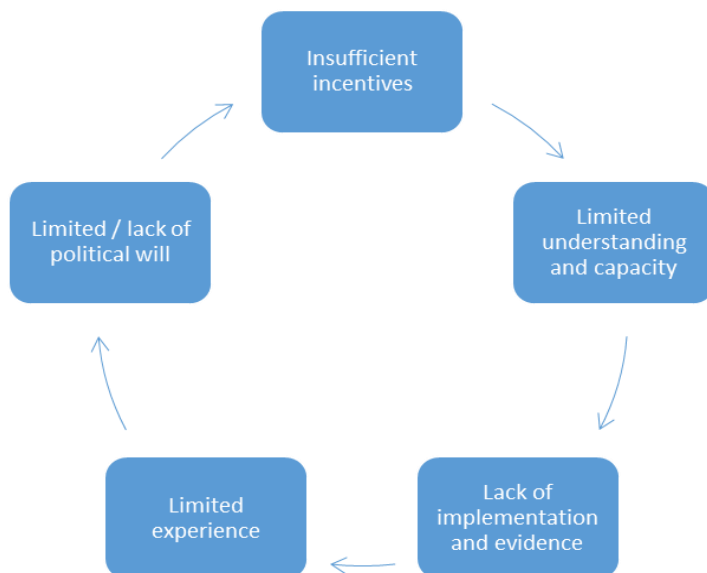 Insufficient
incentives
Limited
understanding
and capacity
Lack of
implementation
and evidence
Limited
experience
Limited / lack of
political will